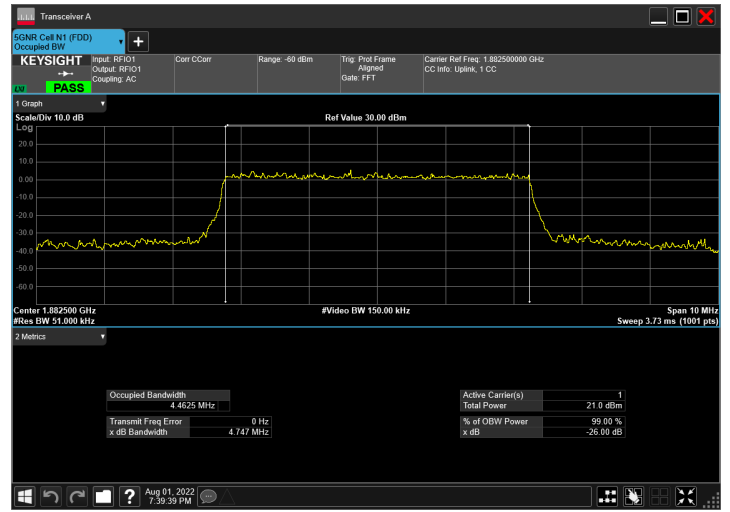 Transceiver A
5GNR Cell N1 (FDD)
Occupied BW
KEYSIGHT
LXI
PASS
Input: RFIO1
Output: RFIO1
Coupling: AC
Corr CCorr
Range: -60 dBm
Trig: Prot Frame
Aligned
Gate: FFT
Carrier Ref Freq: 1.882500000 GHz
CC Info: Uplink, 1 CC
1 Graph
Scale/Div 10.0 dB
Ref Value 30.00 dBm
Log
20.0
10.0
0.00
-10.0
-20.0
-30.0
-40.0
-50.0
-60.0
Center 1.882500 GHz
#Video BW 150.00 kHz
Span 10 MHz
#Res BW 51.000 kHz
Sweep 3.73 ms (1001 pts)
2 Metrics
Occupied Bandwidth
4.4625 MHz
Transmit Freq Error 0 Hz
x dB Bandwidth 4.747 MHz
Active Carrier(s) 1
Total Power 21.0 dBm
% of OBW Power 99.00 %
x dB -26.00 dB
?
Aug 01, 2022
7:39:39 PM